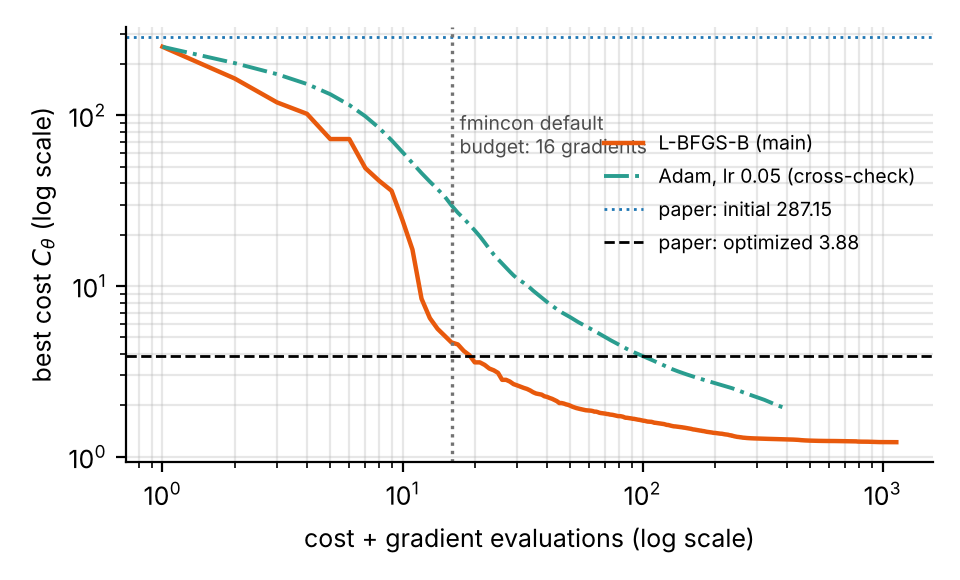 best cost Cθ (log scale)
10²
10¹
10⁰
fmincon default
budget: 16 gradients
L-BFGS-B (main)
Adam, lr 0.05 (cross-check)
paper: initial 287.15
paper: optimized 3.88
10⁰ 10¹ 10² 10³
cost + gradient evaluations (log scale)